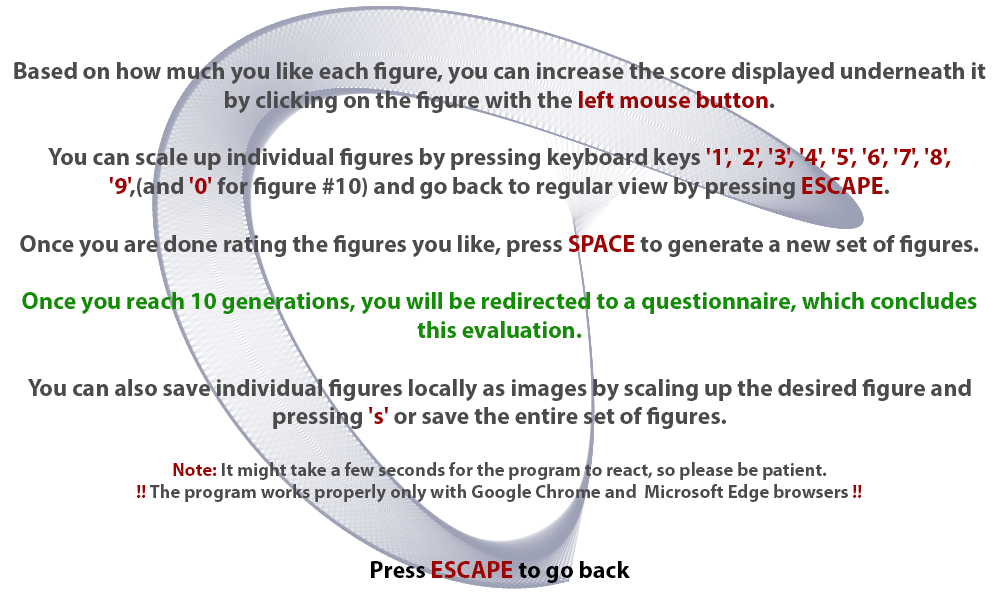 Based on how much you like each figure, you can increase the score displayed underneath it
by clicking on the figure with the left mouse button.
You can scale up individual figures by pressing keyboard keys '1', '2', '3', '4', '5', '6', '7', '8',
'9',(and '0' for figure #10) and go back to regular view by pressing ESCAPE.
Once you are done rating the figures you like, press SPACE to generate a new set of figures.
Once you reach 10 generations, you will be redirected to a questionnaire, which concludes
this evaluation.
You can also save individual figures locally as images by scaling up the desired figure and
pressing 's' or save the entire set of figures.
Note: It might take a few seconds for the program to react, so please be patient.
!! The program works properly only with Google Chrome and  Microsoft Edge browsers !!
Press ESCAPE to go back